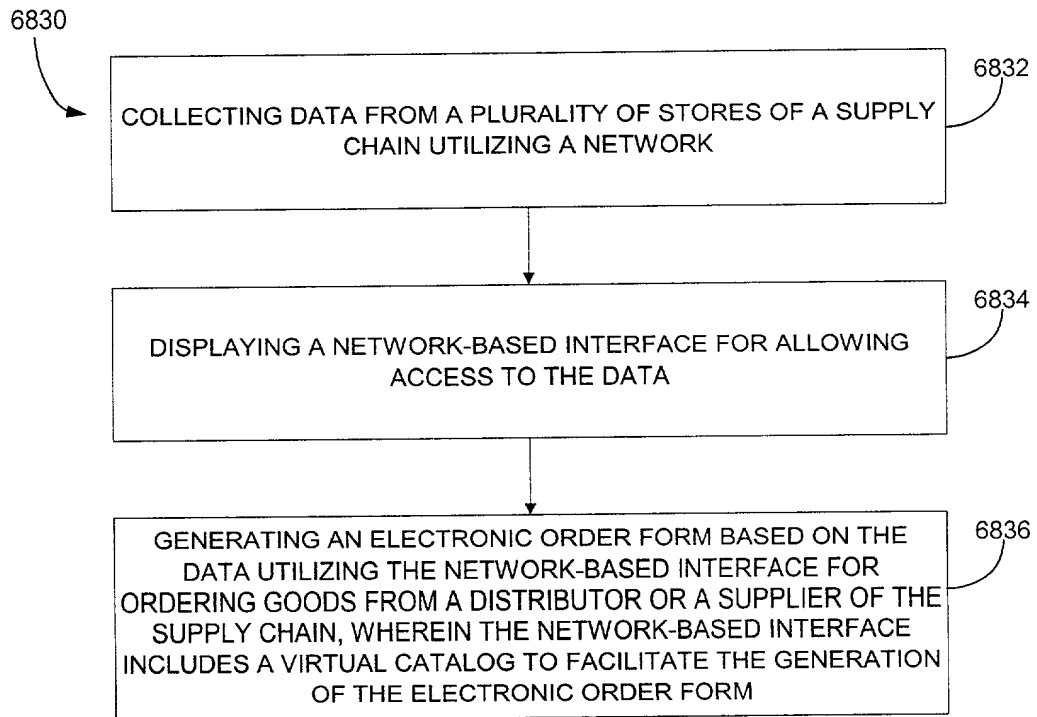 6830
6832
COLLECTING DATA FROM A PLURALITY OF STORES OF A SUPPLY
CHAIN UTILIZING A NETWORK
6834
DISPLAYING A NETWORK-BASED INTERFACE FOR ALLOWING
ACCESS TO THE DATA
6836
GENERATING AN ELECTRONIC ORDER FORM BASED ON THE
DATA UTILIZING THE NETWORK-BASED INTERFACE FOR
ORDERING GOODS FROM A DISTRIBUTOR OR A SUPPLIER OF THE
SUPPLY CHAIN, WHEREIN THE NETWORK-BASED INTERFACE
INCLUDES A VIRTUAL CATALOG TO FACILITATE THE GENERATION
OF THE ELECTRONIC ORDER FORM